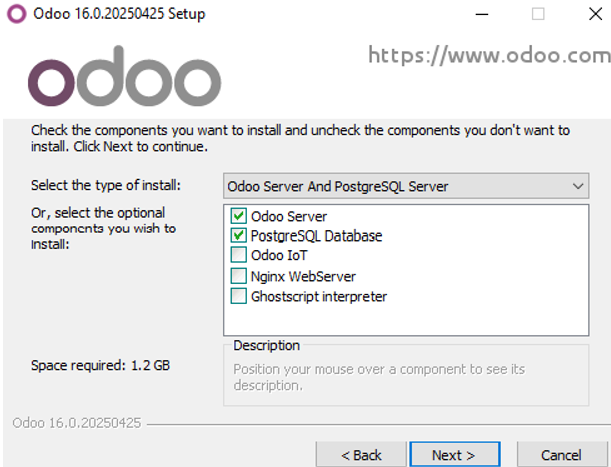 Odoo 16.0.20250425 Setup
https://www.odoo.com
odoo
Check the components you want to install and uncheck the components you don't want to
install. Click Next to continue.
Select the type of install:
Odoo Server And PostgreSQL Server
Or, select the optional
components you wish to
install:
Odoo Server
PostgreSQL Database
Odoo IoT
Nginx WebServer
Ghostscript interpreter
Space required: 1.2 GB
Description
Position your mouse over a component to see its
description.
Odoo 16.0.20250425
< Back
Next >
Cancel